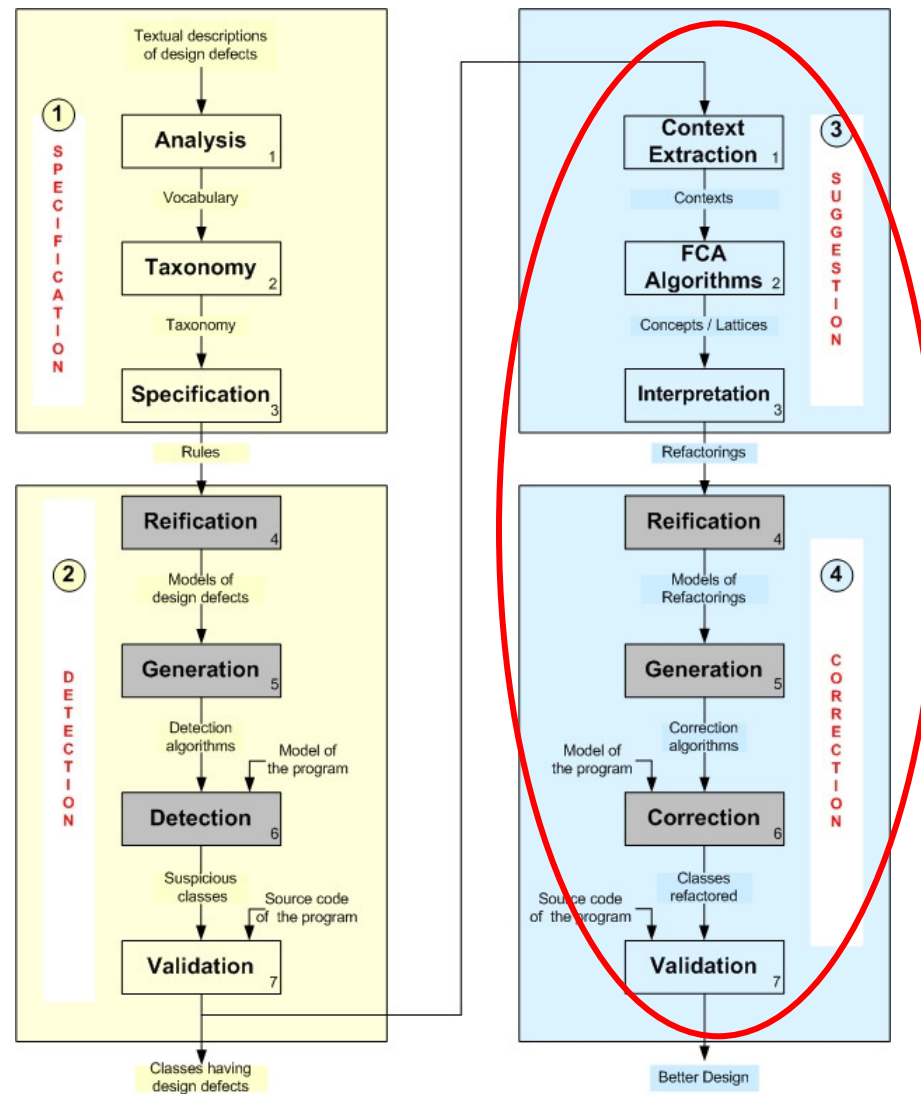 Textual descriptions
of design defects
1
SPECIFICATION
Analysis
1
Vocabulary
Taxonomy
2
Taxonomy
Specification
3
Rules
2
DETECTION
Reification
4
Models of
design defects
Generation
5
Detection
algorithms
Model of
the program
Detection
6
Suspicious
classes
Source code
of the program
Validation
7
Classes having
design defects
3
SUGGESTION
Context
Extraction
1
Contexts
FCA
Algorithms
2
Concepts / Lattices
Interpretation
3
Refactorings
4
CORRECTION
Reification
4
Models of
Refactorings
Generation
5
Correction
algorithms
Model of
the program
Correction
6
Classes
refactored
Source code
of the program
Validation
7
Better Design